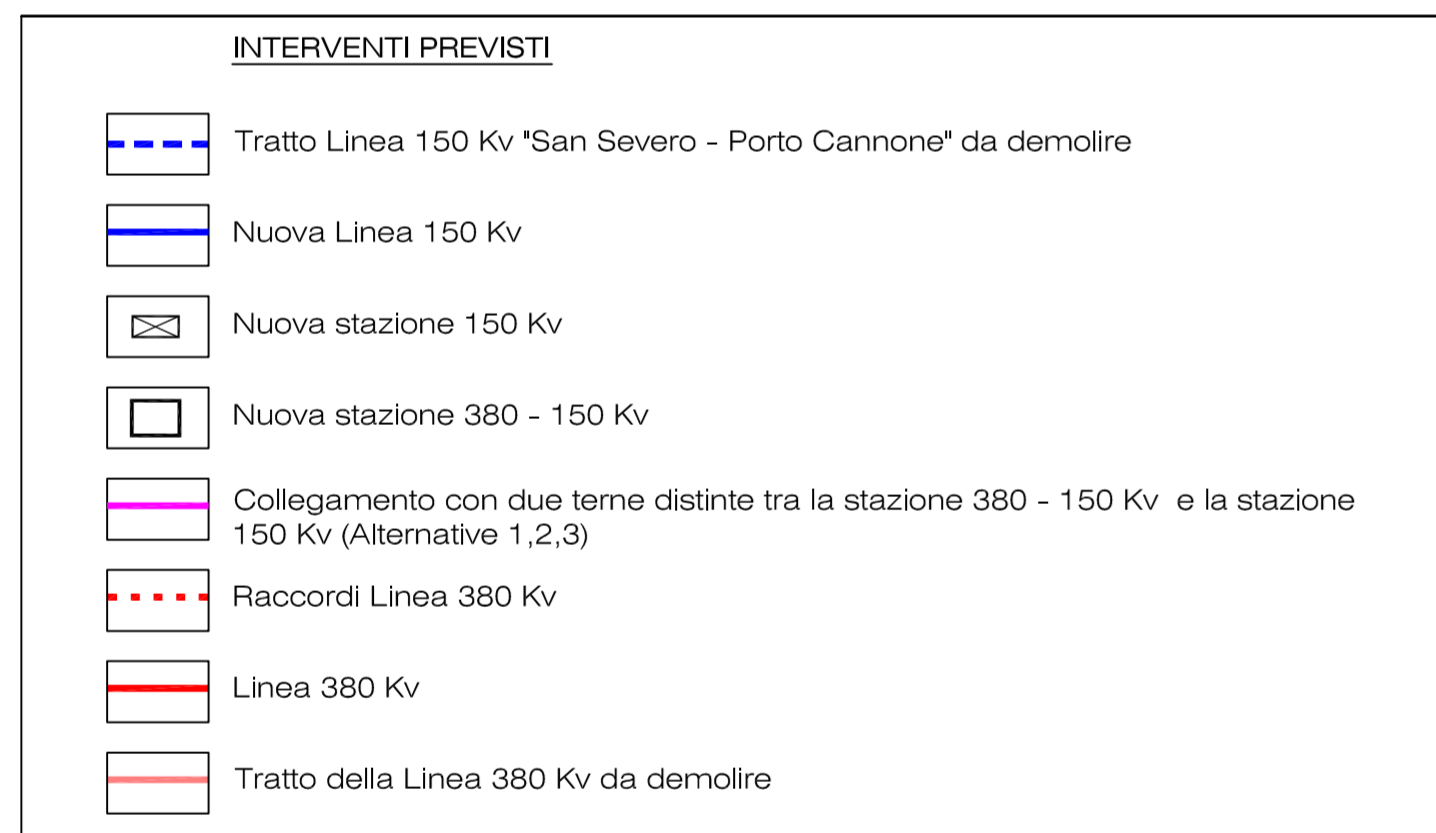 INTERVENTI PREVISTI
Tratto Linea 150 Kv "San Severo - Porto Cannone" da demolire
Nuova Linea 150 Kv
Nuova stazione 150 Kv
Nuova stazione 380 - 150 Kv
Collegamento con due terne distinte tra la stazione 380 - 150 Kv e la stazione
150 Kv (Alternative 1,2,3)
Raccordi Linea 380 Kv
Linea 380 Kv
Tratto della Linea 380 Kv da demolire